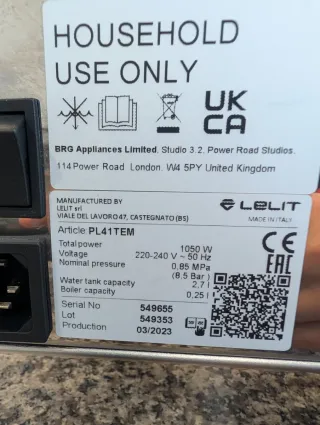 HOUSEHOLD
USE ONLY
UK
CA
BRG Appliances Limited, Studio 3.2, Power Road Studios,
114 Power Road, London, W4 5PY United Kingdom
MANUFACTURED BY
LELIT srl
VIALE DEL LAVORO 47, CASTEGNATO (BS)
LELIT
MADE IN ITALY
Article PL41TEM
Total power 1050 W
Voltage 220-240 V ~ 50 Hz
Nominal pressure 0.85 MPa
(8.5 Bar)
Water tank capacity 2,7 l
Boiler capacity 0,25 l
CE
EAC
Serial No 549655
Lot 549353
Production 03/2023